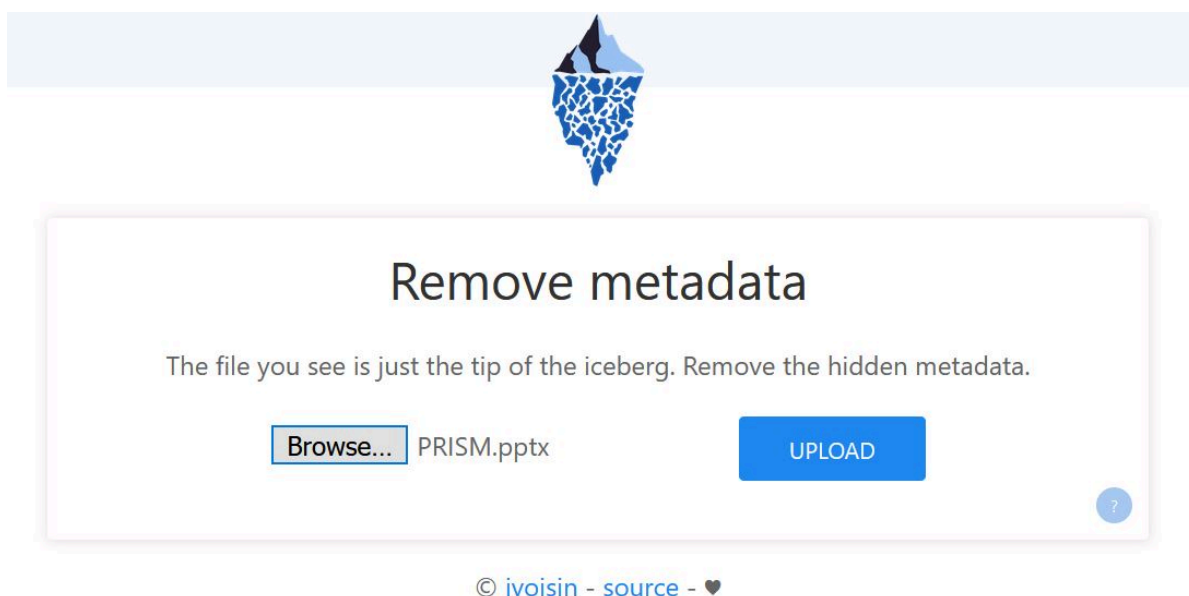 Remove metadata
The file you see is just the tip of the iceberg. Remove the hidden metadata.
Browse... PRISM.pptx UPLOAD
?
© jvoisin - source - ♥